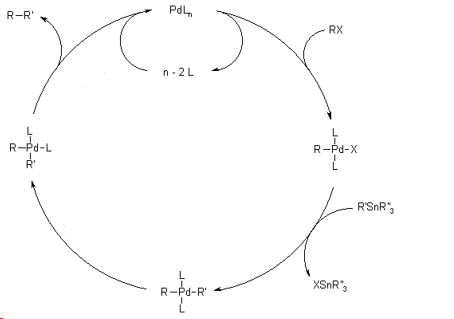 R–R'
PdLn
RX
n - 2 L
L
R–Pd–L
R'
L
R–Pd–X
L
R'SnR"3
XSnR"3
L
R–Pd–R'
L